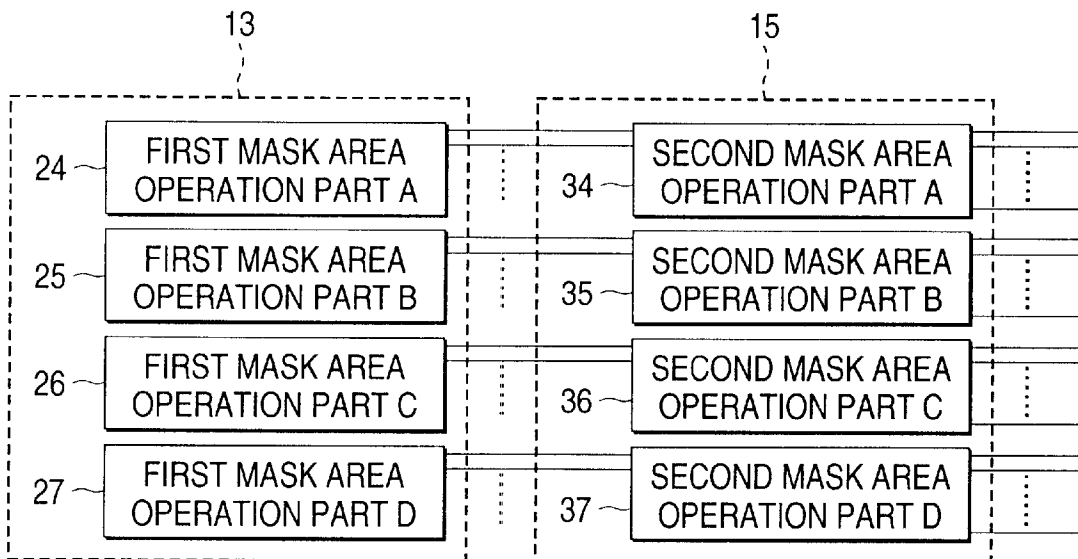 13
15
24
FIRST MASK AREA
OPERATION PART A
34
SECOND MASK AREA
OPERATION PART A
25
FIRST MASK AREA
OPERATION PART B
35
SECOND MASK AREA
OPERATION PART B
26
FIRST MASK AREA
OPERATION PART C
36
SECOND MASK AREA
OPERATION PART C
27
FIRST MASK AREA
OPERATION PART D
37
SECOND MASK AREA
OPERATION PART D